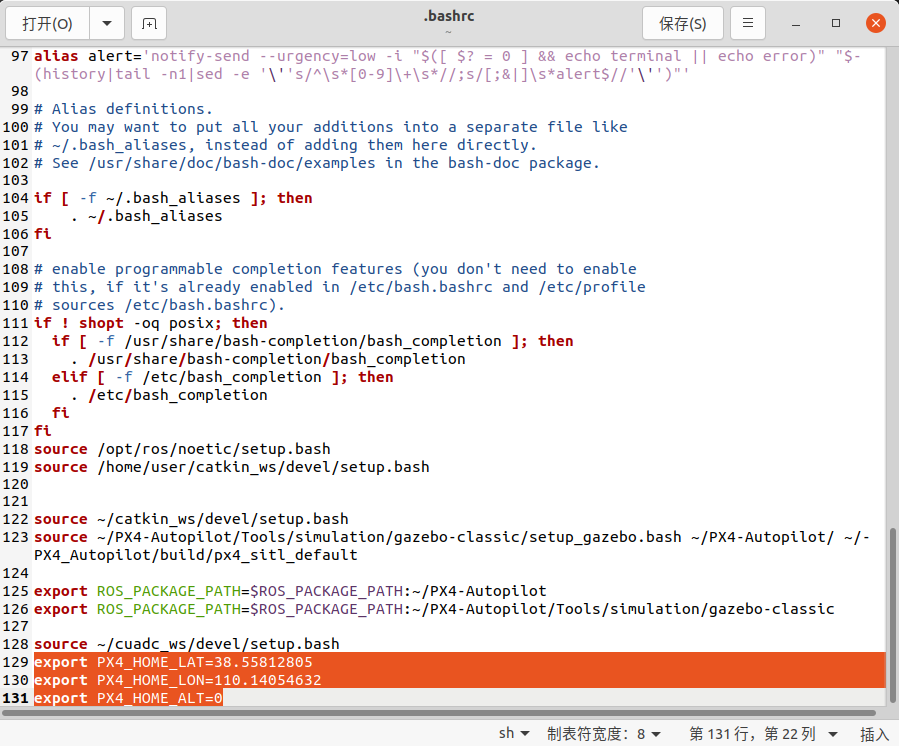 打开(O)
.bashrc
~
保存(S)
97 alias alert='notify-send --urgency=low -i "$([ $? = 0 ] && echo terminal || echo error)" "$-
(history|tail -n1|sed -e '\''s/^\s*[0-9]\+\s*//;s/[;&|]\s*alert$//'\'')"'
98
99 # Alias definitions.
100 # You may want to put all your additions into a separate file like
101 # ~/.bash_aliases, instead of adding them here directly.
102 # See /usr/share/doc/bash-doc/examples in the bash-doc package.
103
104 if [ -f ~/.bash_aliases ]; then
105     . ~/.bash_aliases
106 fi
107
108 # enable programmable completion features (you don't need to enable
109 # this, if it's already enabled in /etc/bash.bashrc and /etc/profile
110 # sources /etc/bash.bashrc).
111 if ! shopt -oq posix; then
112   if [ -f /usr/share/bash-completion/bash_completion ]; then
113     . /usr/share/bash-completion/bash_completion
114   elif [ -f /etc/bash_completion ]; then
115     . /etc/bash_completion
116   fi
117 fi
118 source /opt/ros/noetic/setup.bash
119 source /home/user/catkin_ws/devel/setup.bash
120
121
122 source ~/catkin_ws/devel/setup.bash
123 source ~/PX4-Autopilot/Tools/simulation/gazebo-classic/setup_gazebo.bash ~/PX4-Autopilot/ ~/-
PX4_Autopilot/build/px4_sitl_default
124
125 export ROS_PACKAGE_PATH=$ROS_PACKAGE_PATH:~/PX4-Autopilot
126 export ROS_PACKAGE_PATH=$ROS_PACKAGE_PATH:~/PX4-Autopilot/Tools/simulation/gazebo-classic
127
128 source ~/cuadc_ws/devel/setup.bash
129 export PX4_HOME_LAT=38.55812805
130 export PX4_HOME_LON=110.14054632
131 export PX4_HOME_ALT=0
sh 制表符宽度：8 第 131 行，第 22 列 插入